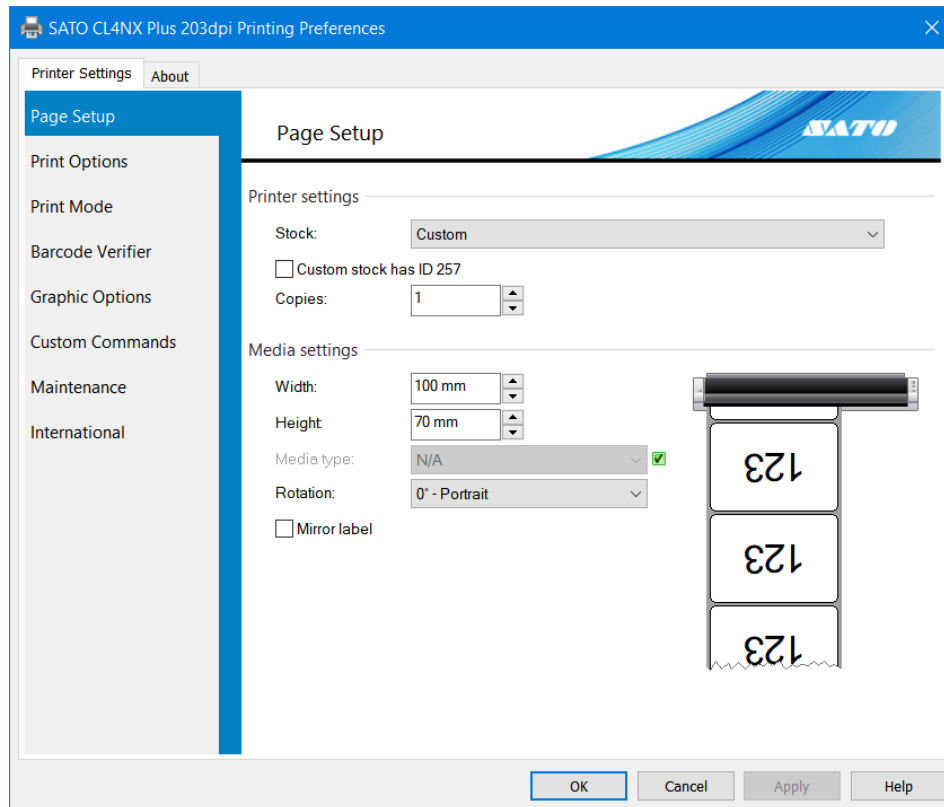 SATO CL4NX Plus 203dpi Printing Preferences
Printer Settings About
Page Setup
Print Options
Print Mode
Barcode Verifier
Graphic Options
Custom Commands
Maintenance
International
Page Setup
SATO
Printer settings
Stock: Custom
Custom stock has ID 257
Copies: 1
Media settings
Width: 100 mm
Height: 70 mm
Media type: N/A
Rotation: 0° - Portrait
Mirror label
123
123
123
OK Cancel Apply Help